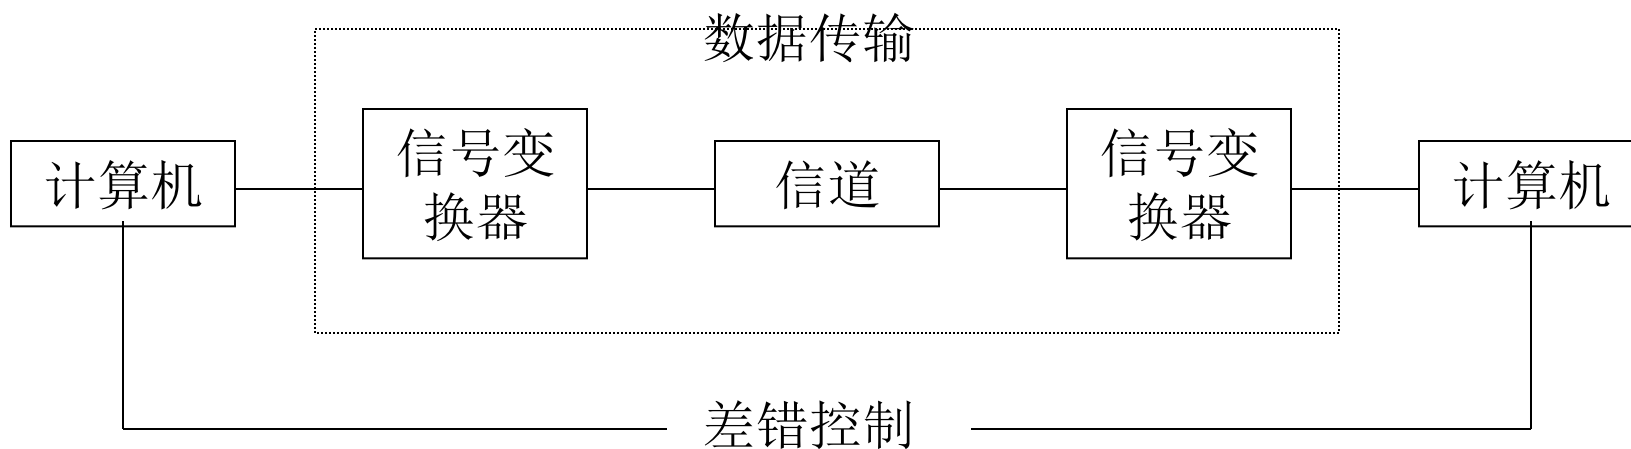 数据传输
计算机
信号变
换器
信道
信号变
换器
计算机
差错控制